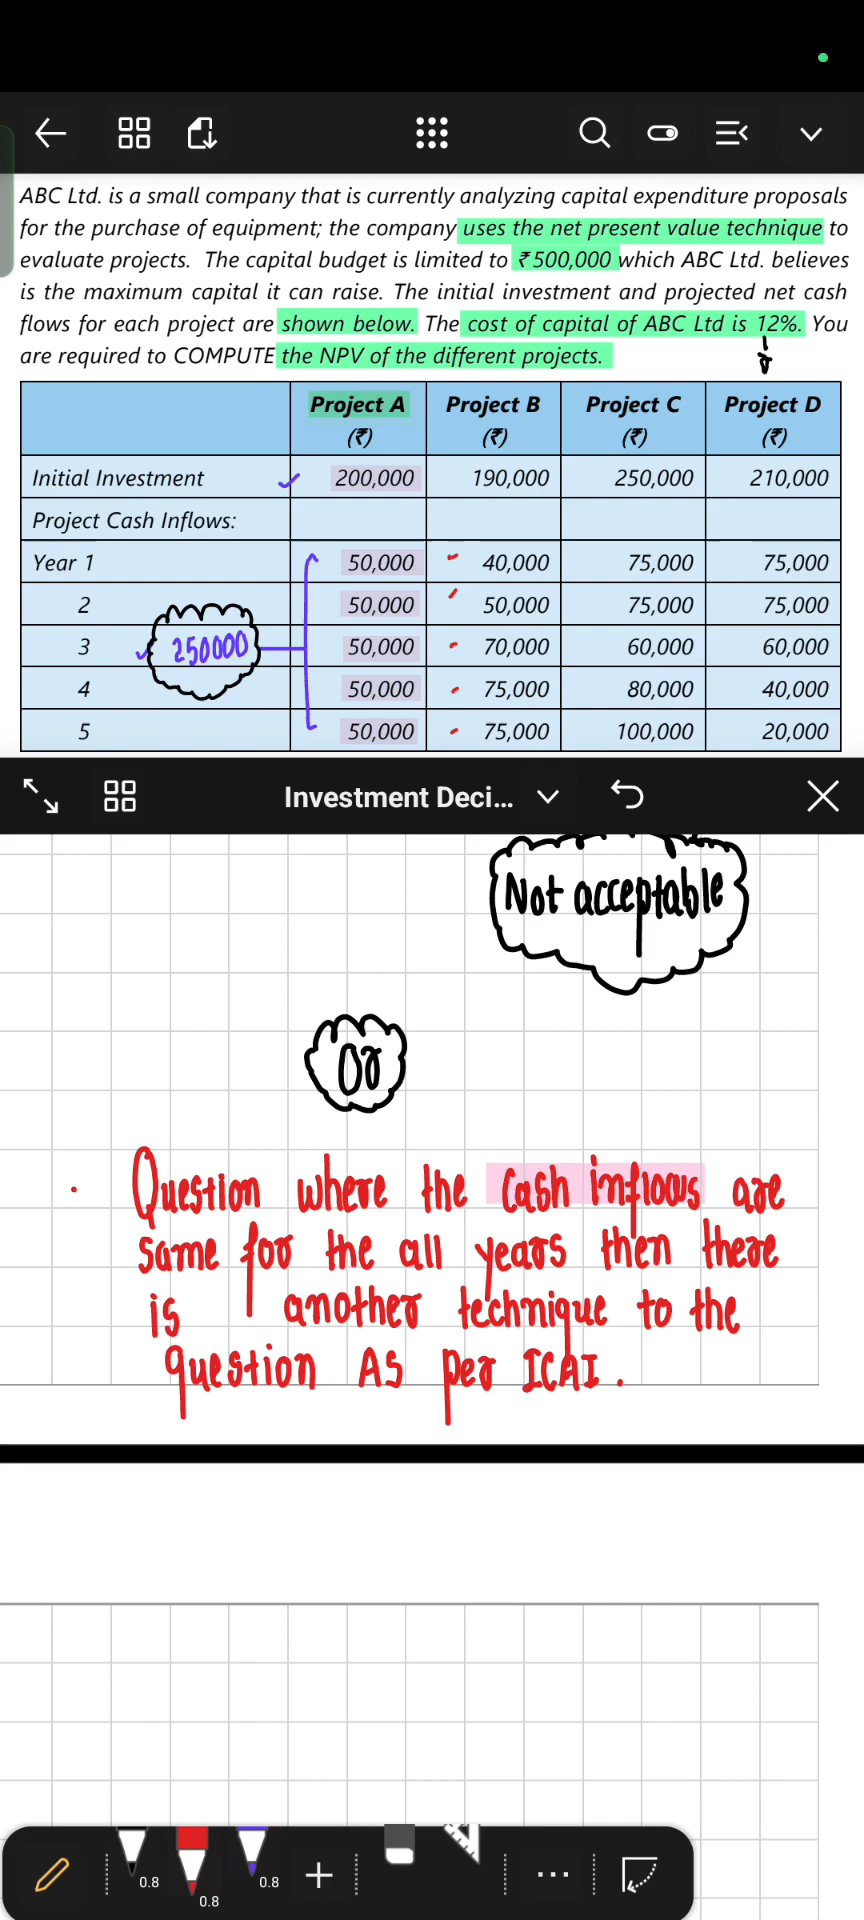 ABC Ltd. is a small company that is currently analyzing capital expenditure proposals
for the purchase of equipment; the company uses the net present value technique to
evaluate projects. The capital budget is limited to ₹500,000 which ABC Ltd. believes
is the maximum capital it can raise. The initial investment and projected net cash
flows for each project are shown below. The cost of capital of ABC Ltd is 12%. You
are required to COMPUTE the NPV of the different projects.
r
Project A Project B Project C Project D
(₹) (₹) (₹) (₹)
Initial Investment 200,000 190,000 250,000 210,000
Project Cash Inflows:
Year 1 50,000 40,000 75,000 75,000
2 50,000 50,000 75,000 75,000
3 250000 50,000 70,000 60,000 60,000
4 50,000 75,000 80,000 40,000
5 50,000 75,000 100,000 20,000
Investment Deci...
Not acceptable
Or
Question where the Cash inflows are
same for the all years then there
is another technique to the
question As per ICAI.
0.8 0.8 0.8